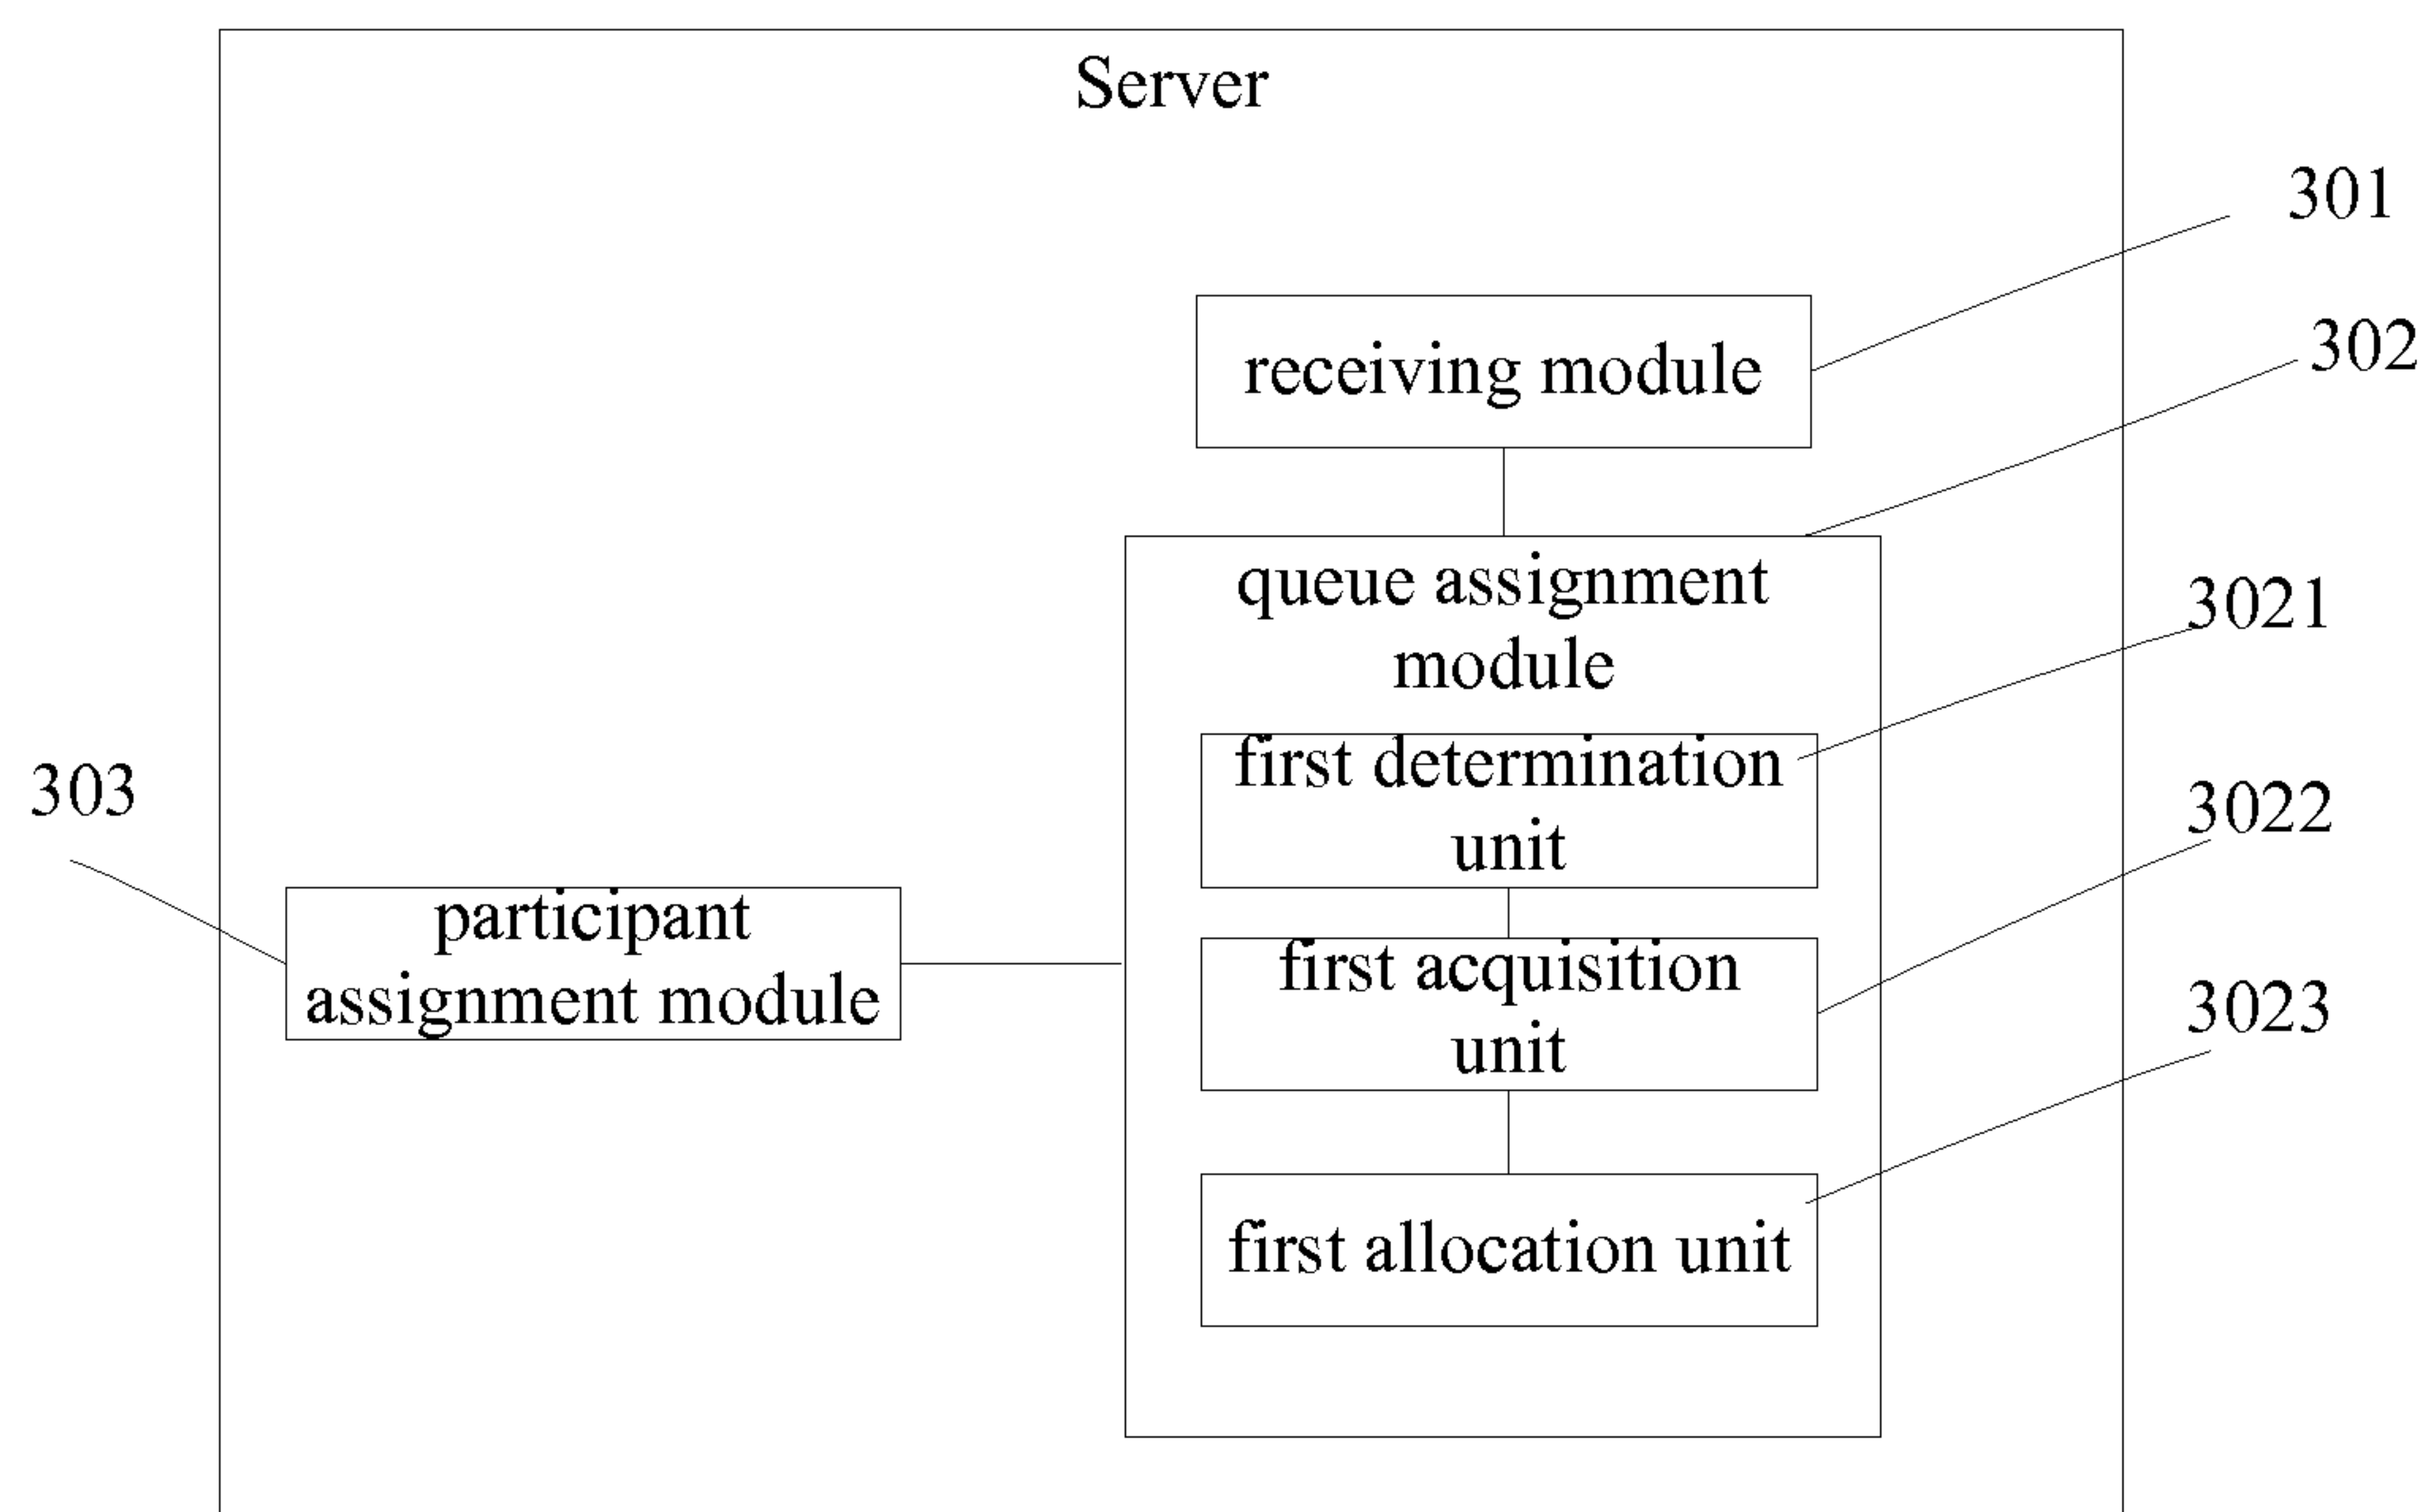 Server
301
receiving module
302
queue assignment
module
3021
first determination
unit
303
3022
participant
assignment module
first acquisition
unit
3023
first allocation unit